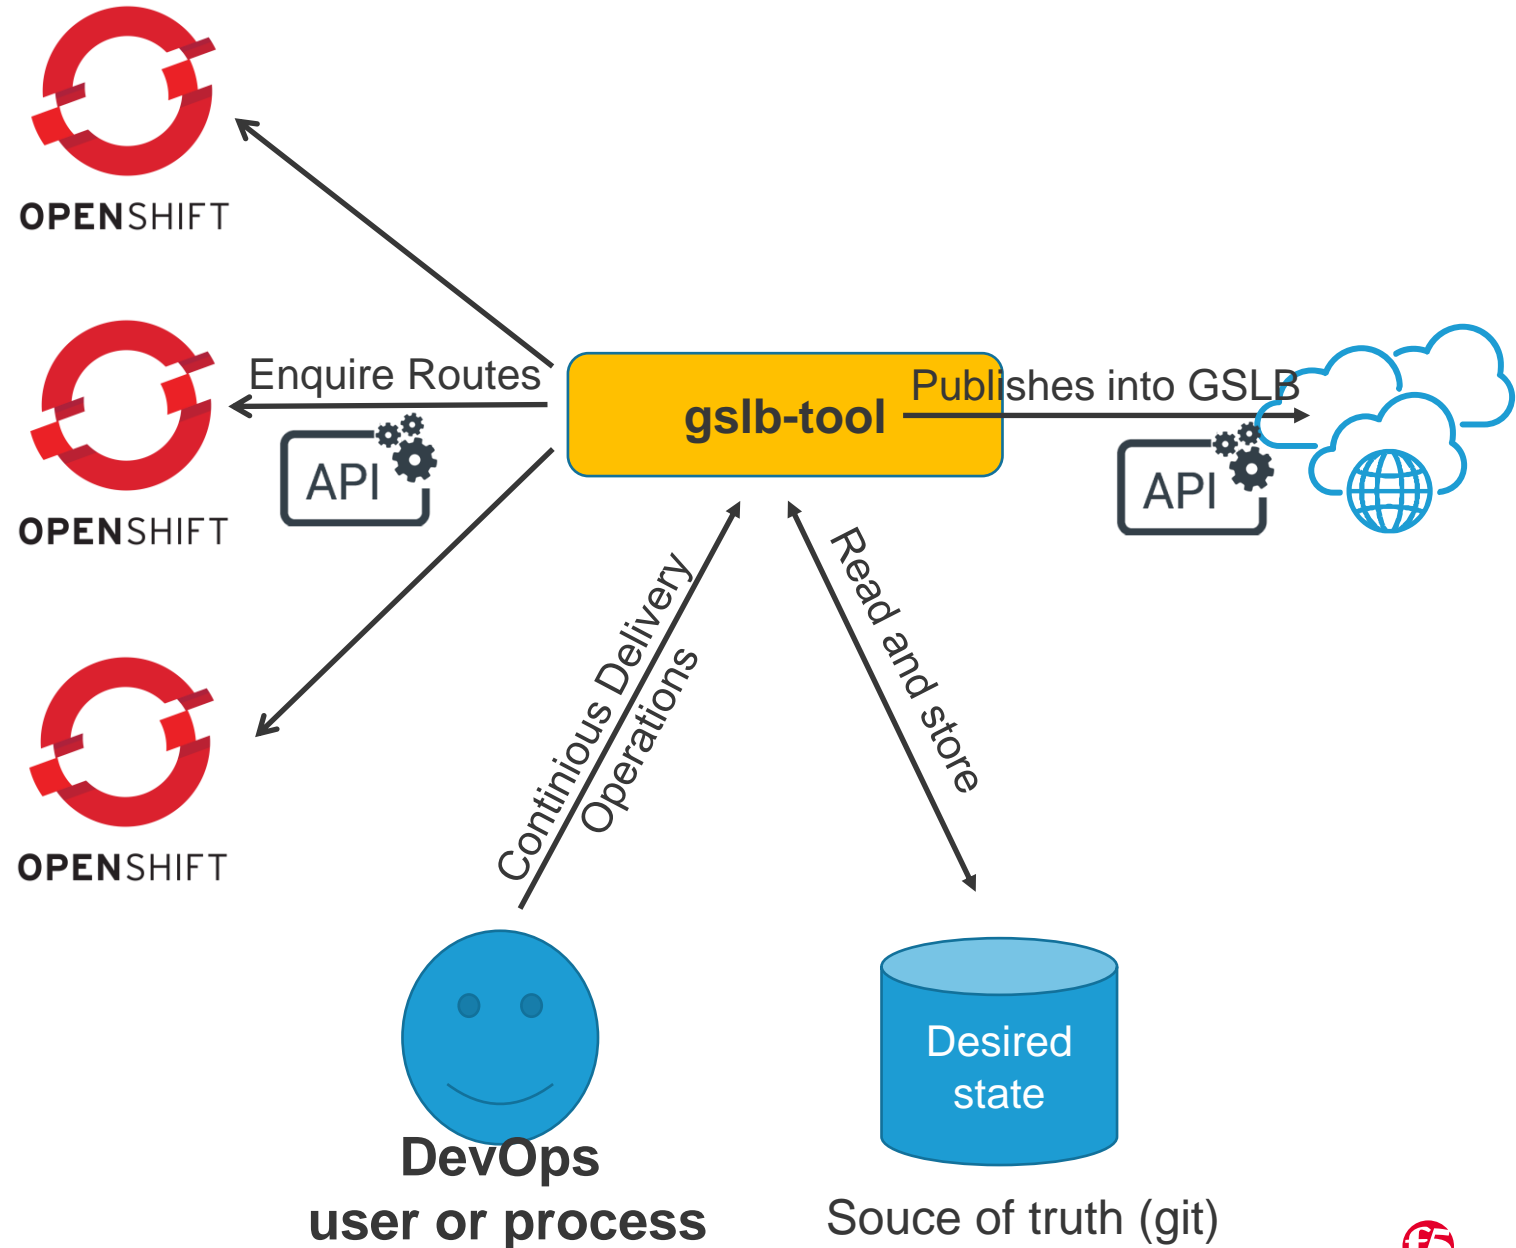 OPENSHIFT
OPENSHIFT
OPENSHIFT
Enquire Routes
API
gslb-tool
Publishes into GSLB
API
Continious Delivery
Operations
Read and store
DevOps
user or process
Desired
state
Souce of truth (git)
f5